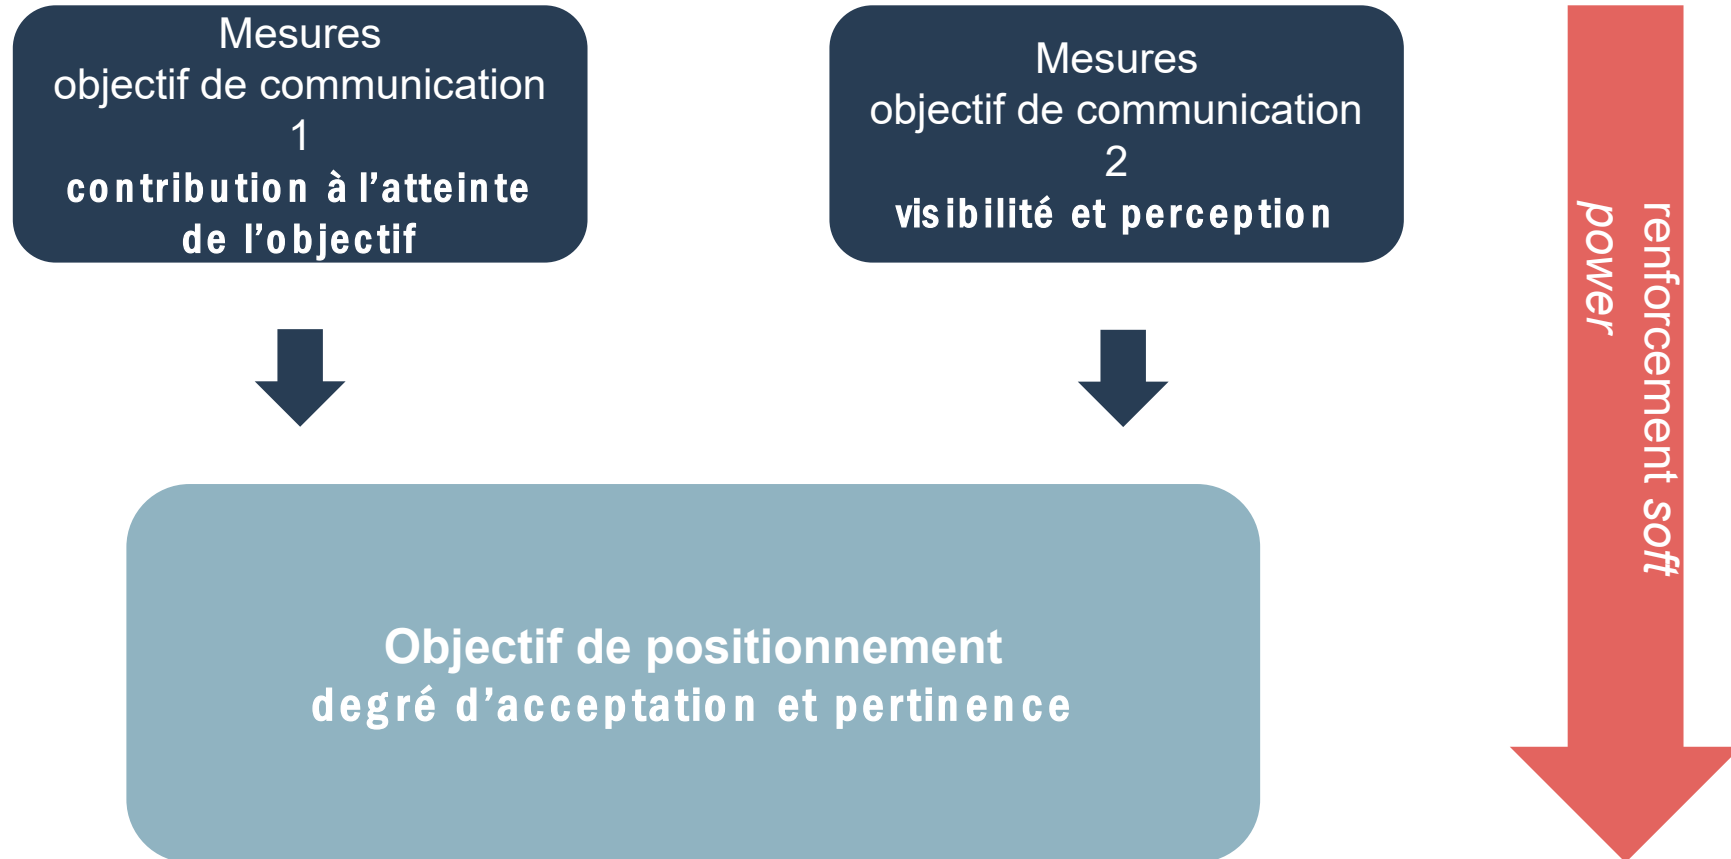 Mesures
objectif de communication
1
contribution à l’atteinte
de l’objectif
Mesures
objectif de communication
2
visibilité et perception
renforcement soft
power
Objectif de positionnement
degré d’acceptation et pertinence